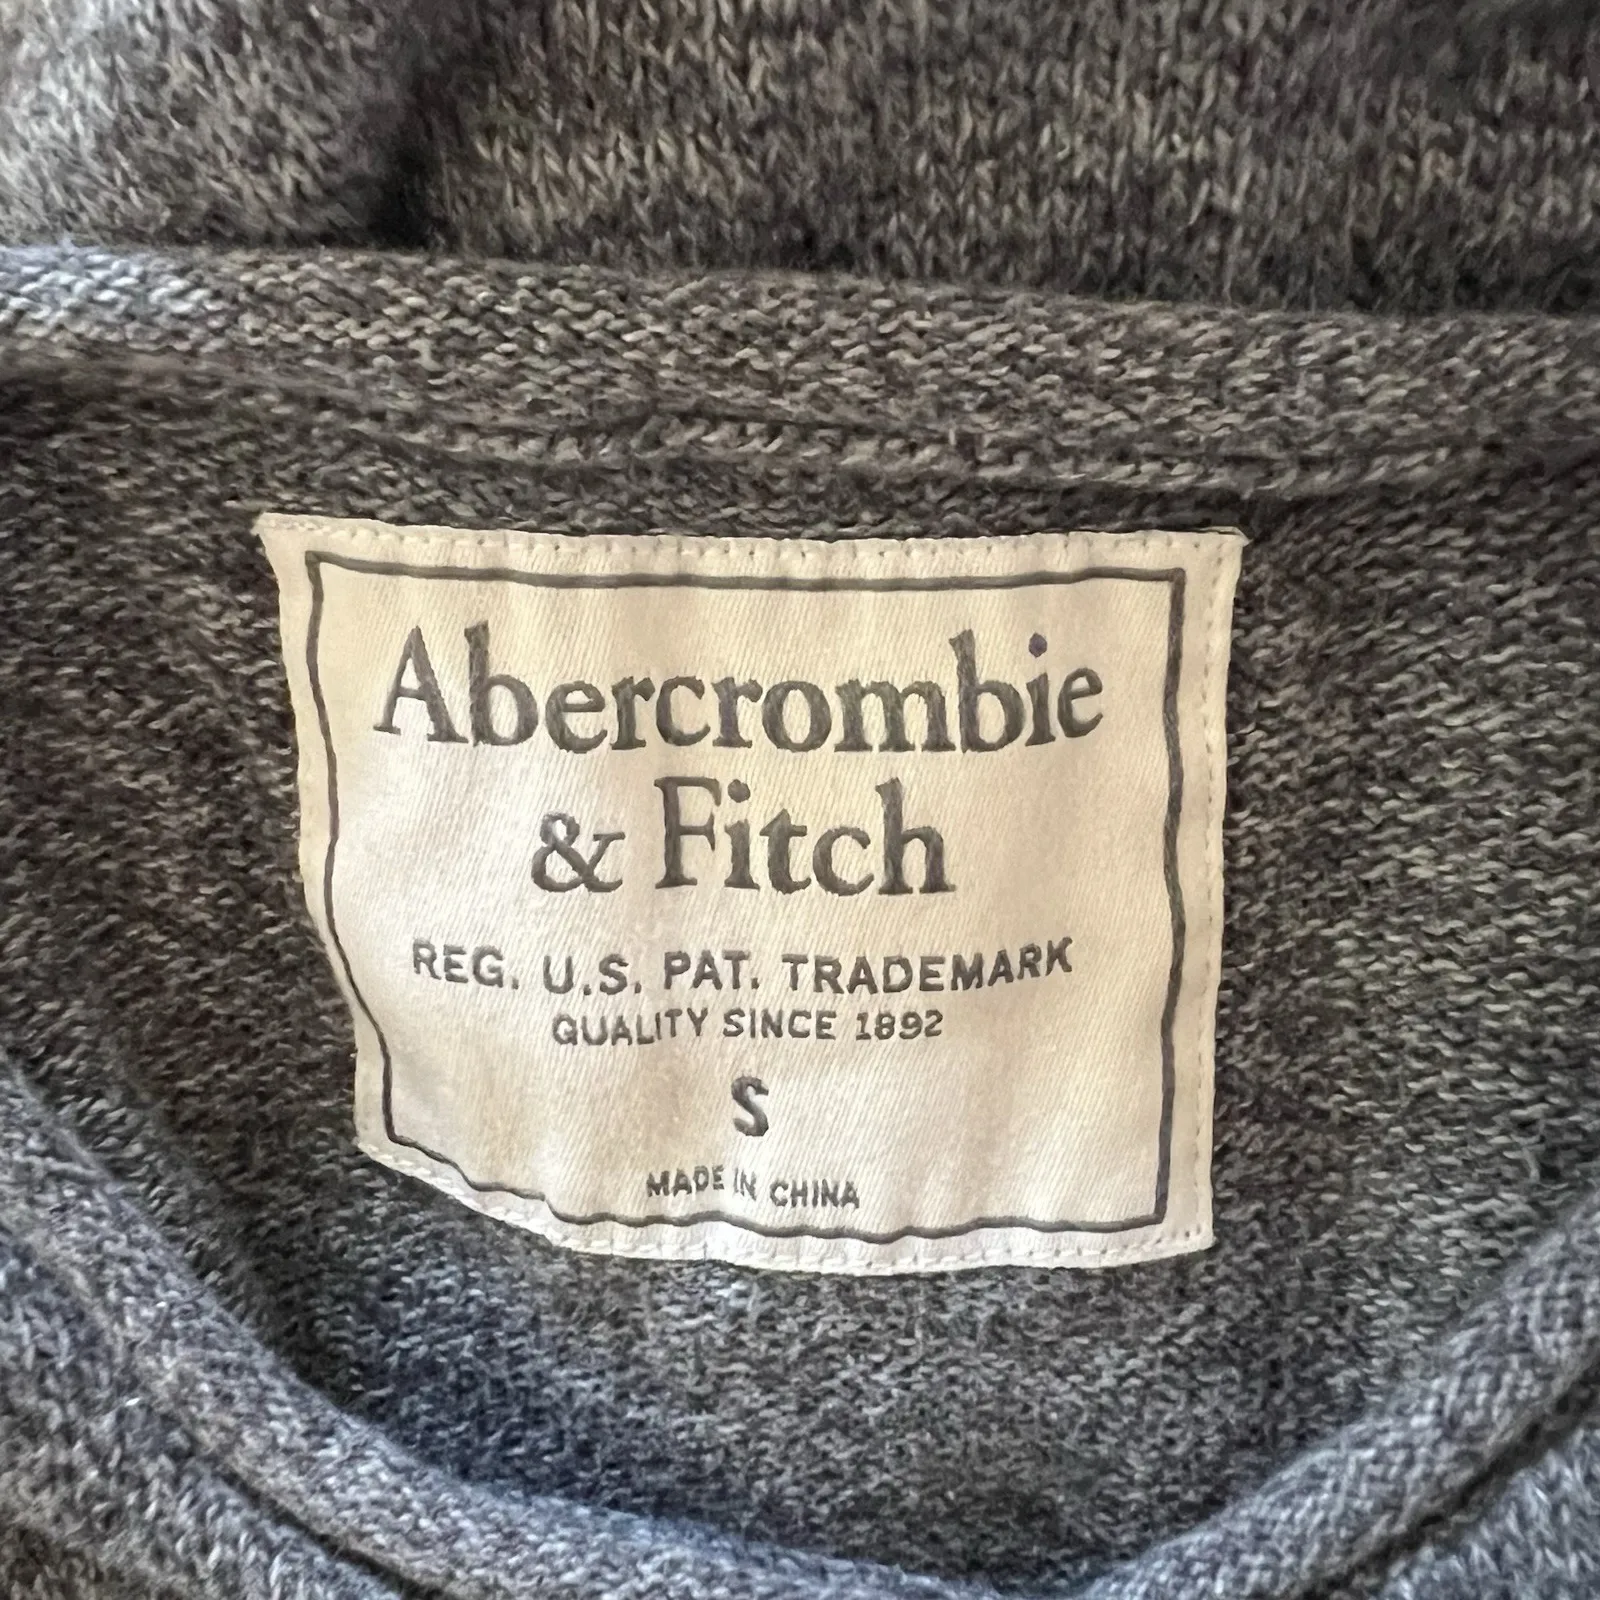 Abercrombie
& Fitch
REG. U.S. PAT. TRADEMARK
QUALITY SINCE 1892
S
MADE IN CHINA